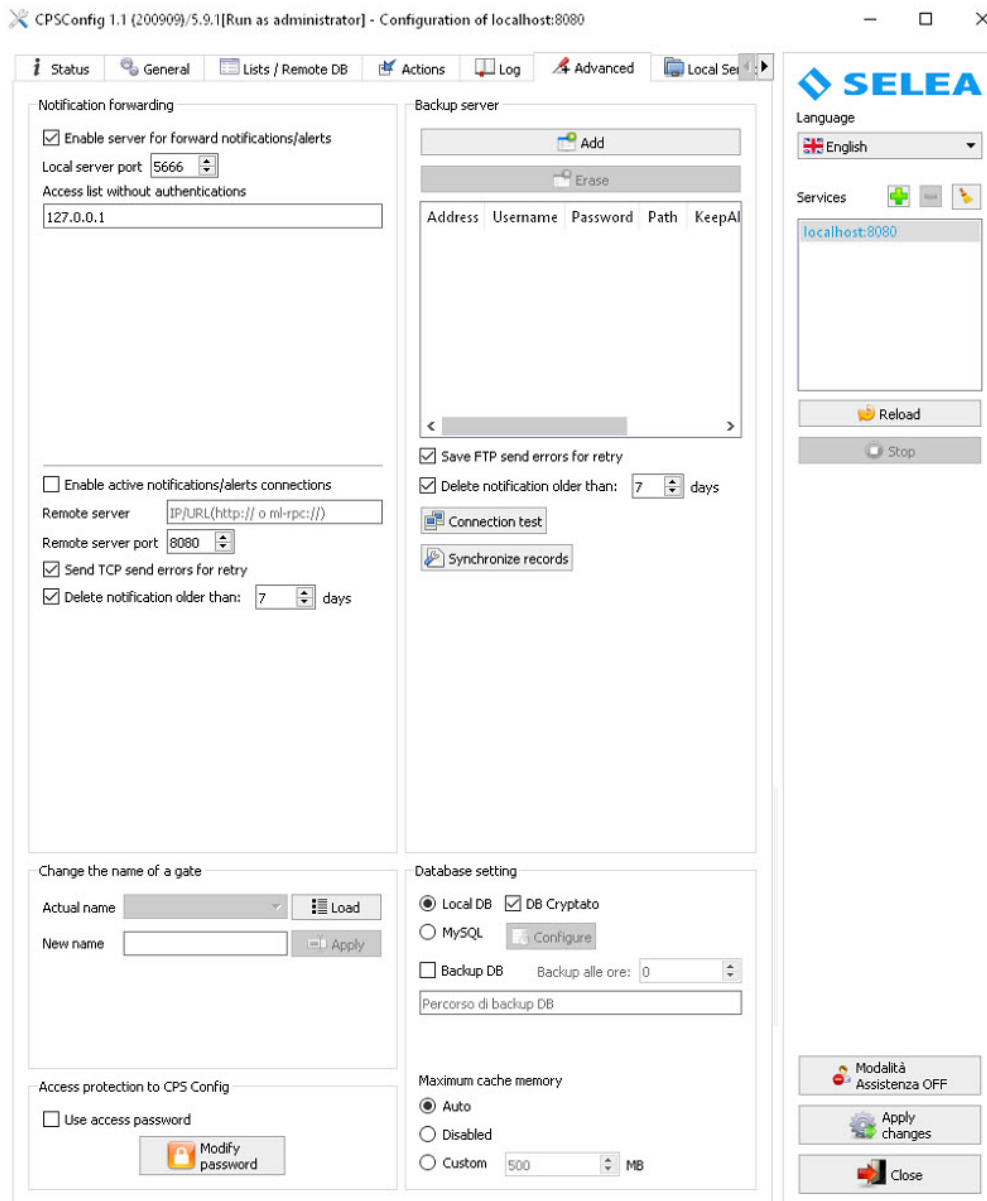 CPSConfig 1.1 (200909)/5.9.1[Run as administrator] - Configuration of localhost:8080
Status
General
Lists / Remote DB
Actions
Log
Advanced
Notification forwarding
Enable server for forward notifications/alerts
Local server port 5666
Access list without authentications
127.0.0.1
Enable active notifications/alerts connections
Remote server IP/URL(http:// o ml-rpc://)
Remote server port 8080
Send TCP send errors for retry
Delete notification older than: 7 days
Backup server
Add
Erase
Address Username Password Path KeepAl
Save FTP send errors for retry
Delete notification older than: 7 days
Connection test
Synchronize records
Change the name of a gate
Actual name Load
New name Apply
Access protection to CPS Config
Use access password
Modify
password
Database setting
Local DB DB Cryptato
MySQL Configure
Backup DB Backup alle ore: 0
Percorso di backup DB
Maximum cache memory
Auto
Disabled
Custom 500 MB
SELEA
Language
English
Services
localhost:8080
Reload
Stop
Modalità
Assistenza OFF
Apply
changes
Close